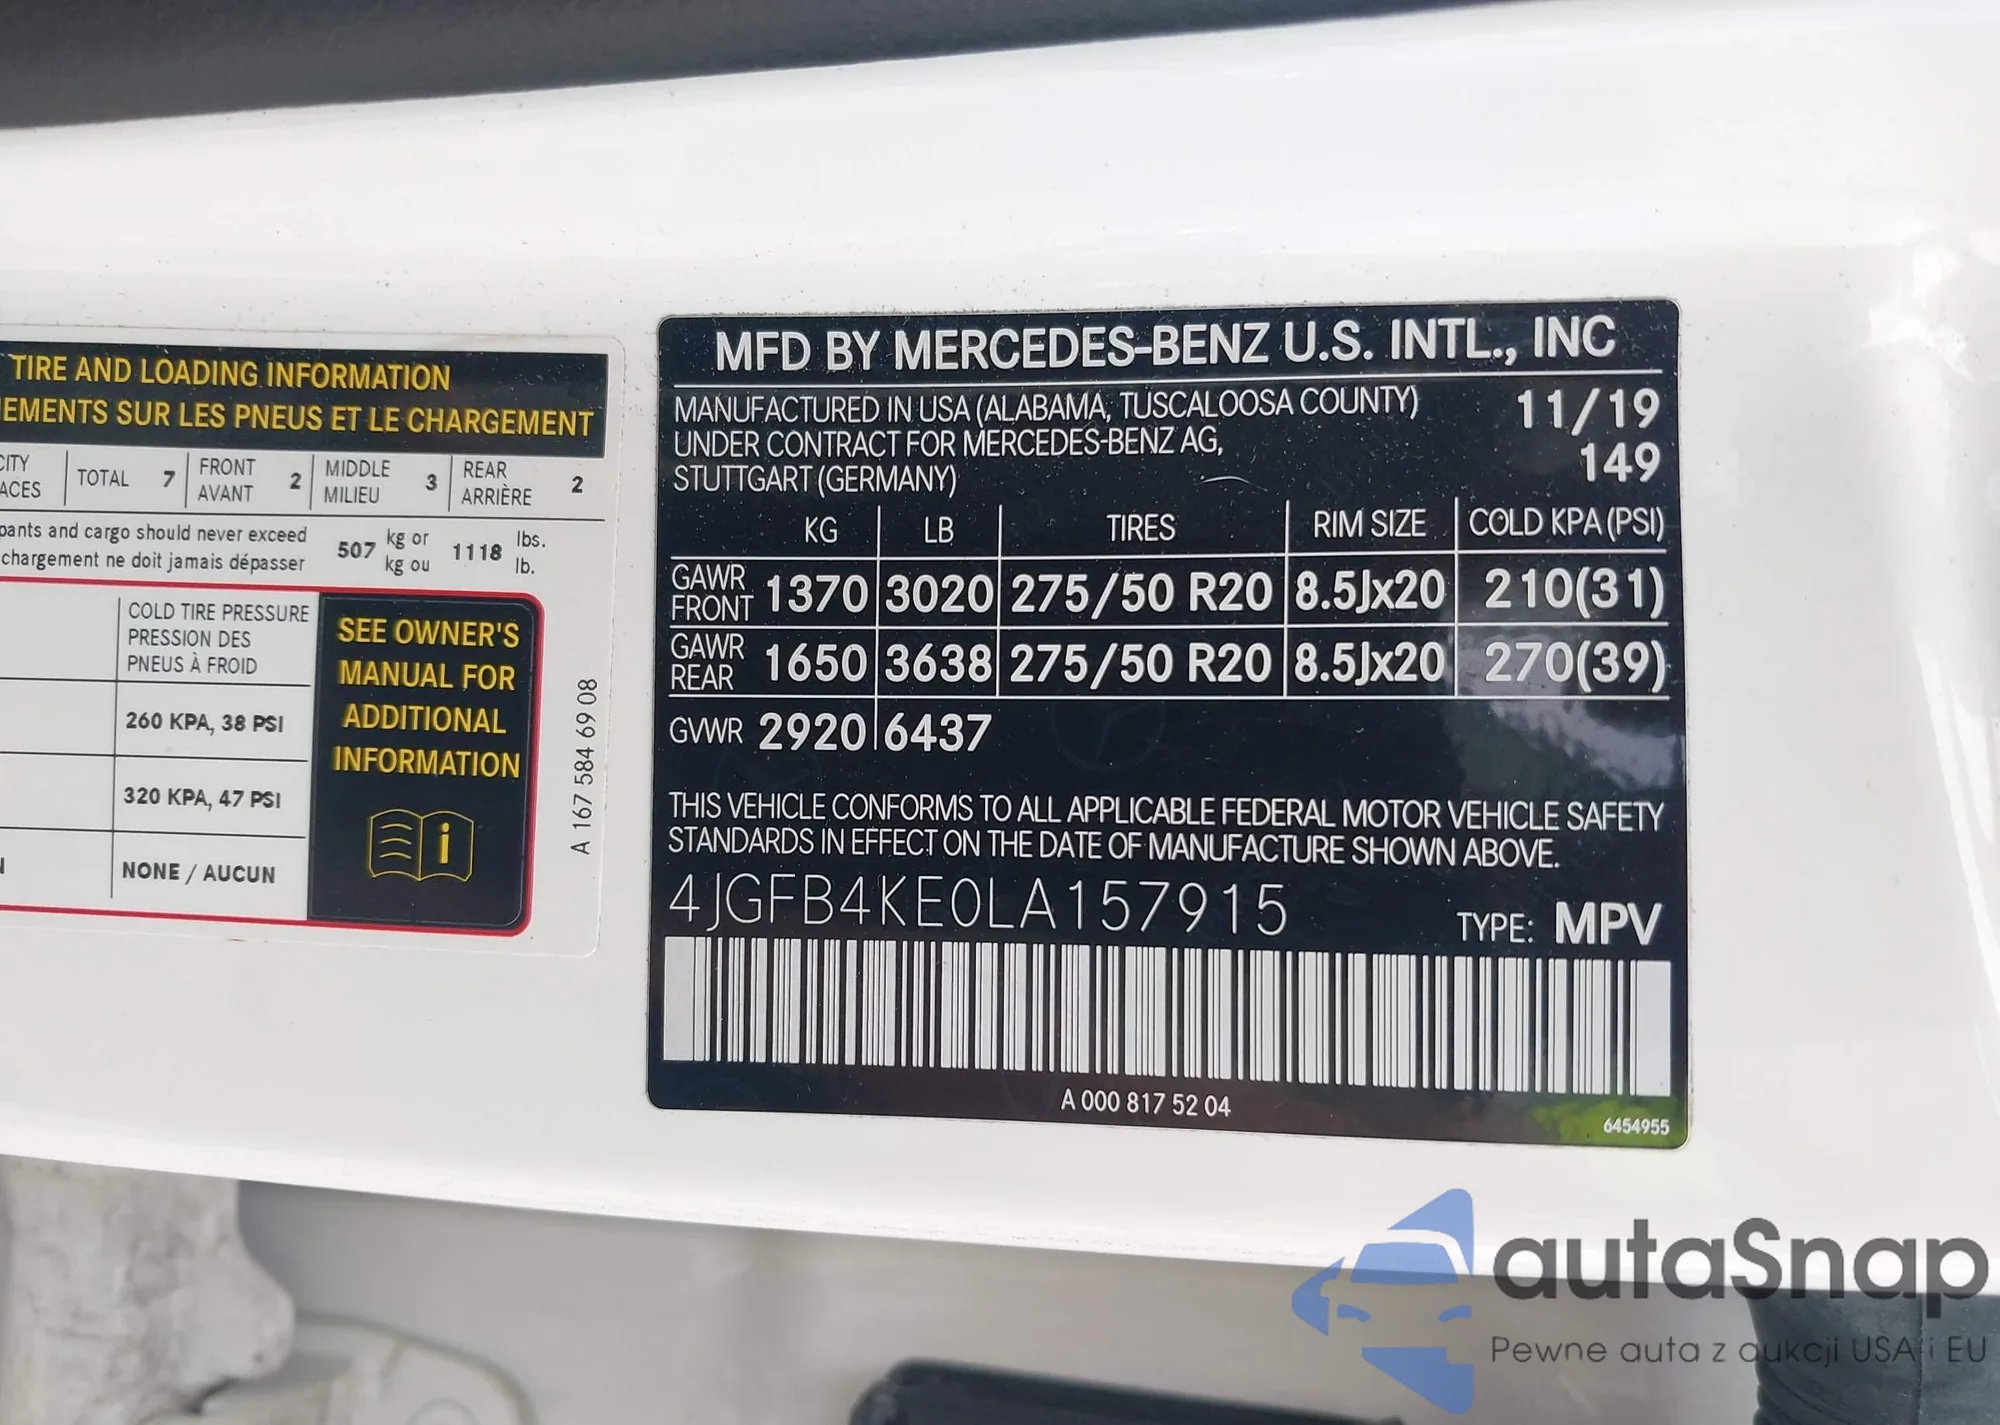 TIRE AND LOADING INFORMATION
EMENTS SUR LES PNEUS ET LE CHARGEMENT
CITY
ACES
TOTAL 7
FRONT
AVANT 2
MIDDLE
MILIEU 3
REAR
ARRIÈRE 2
pants and cargo should never exceed
chargement ne doit jamais dépasser
507 kg or
kg ou
1118 lbs.
lb.
COLD TIRE PRESSURE
PRESSION DES
PNEUS À FROID
260 KPA, 38 PSI
320 KPA, 47 PSI
NONE / AUCUN
SEE OWNER'S
MANUAL FOR
ADDITIONAL
INFORMATION
i
A 167 584 69 08
MFD BY MERCEDES-BENZ U.S. INTL., INC
MANUFACTURED IN USA (ALABAMA, TUSCALOOSA COUNTY) 11/19
UNDER CONTRACT FOR MERCEDES-BENZ AG, 149
STUTTGART (GERMANY)
KG LB TIRES RIM SIZE COLD KPA (PSI)
GAWR
FRONT 1370 3020 275/50 R20 8.5Jx20 210(31)
GAWR
REAR 1650 3638 275/50 R20 8.5Jx20 270(39)
GVWR 2920 6437
THIS VEHICLE CONFORMS TO ALL APPLICABLE FEDERAL MOTOR VEHICLE SAFETY
STANDARDS IN EFFECT ON THE DATE OF MANUFACTURE SHOWN ABOVE.
4JGFB4KE0LA157915 TYPE: MPV
A 000 817 52 04
6454955
autaSnap
Pewne auta z aukcji USA i EU